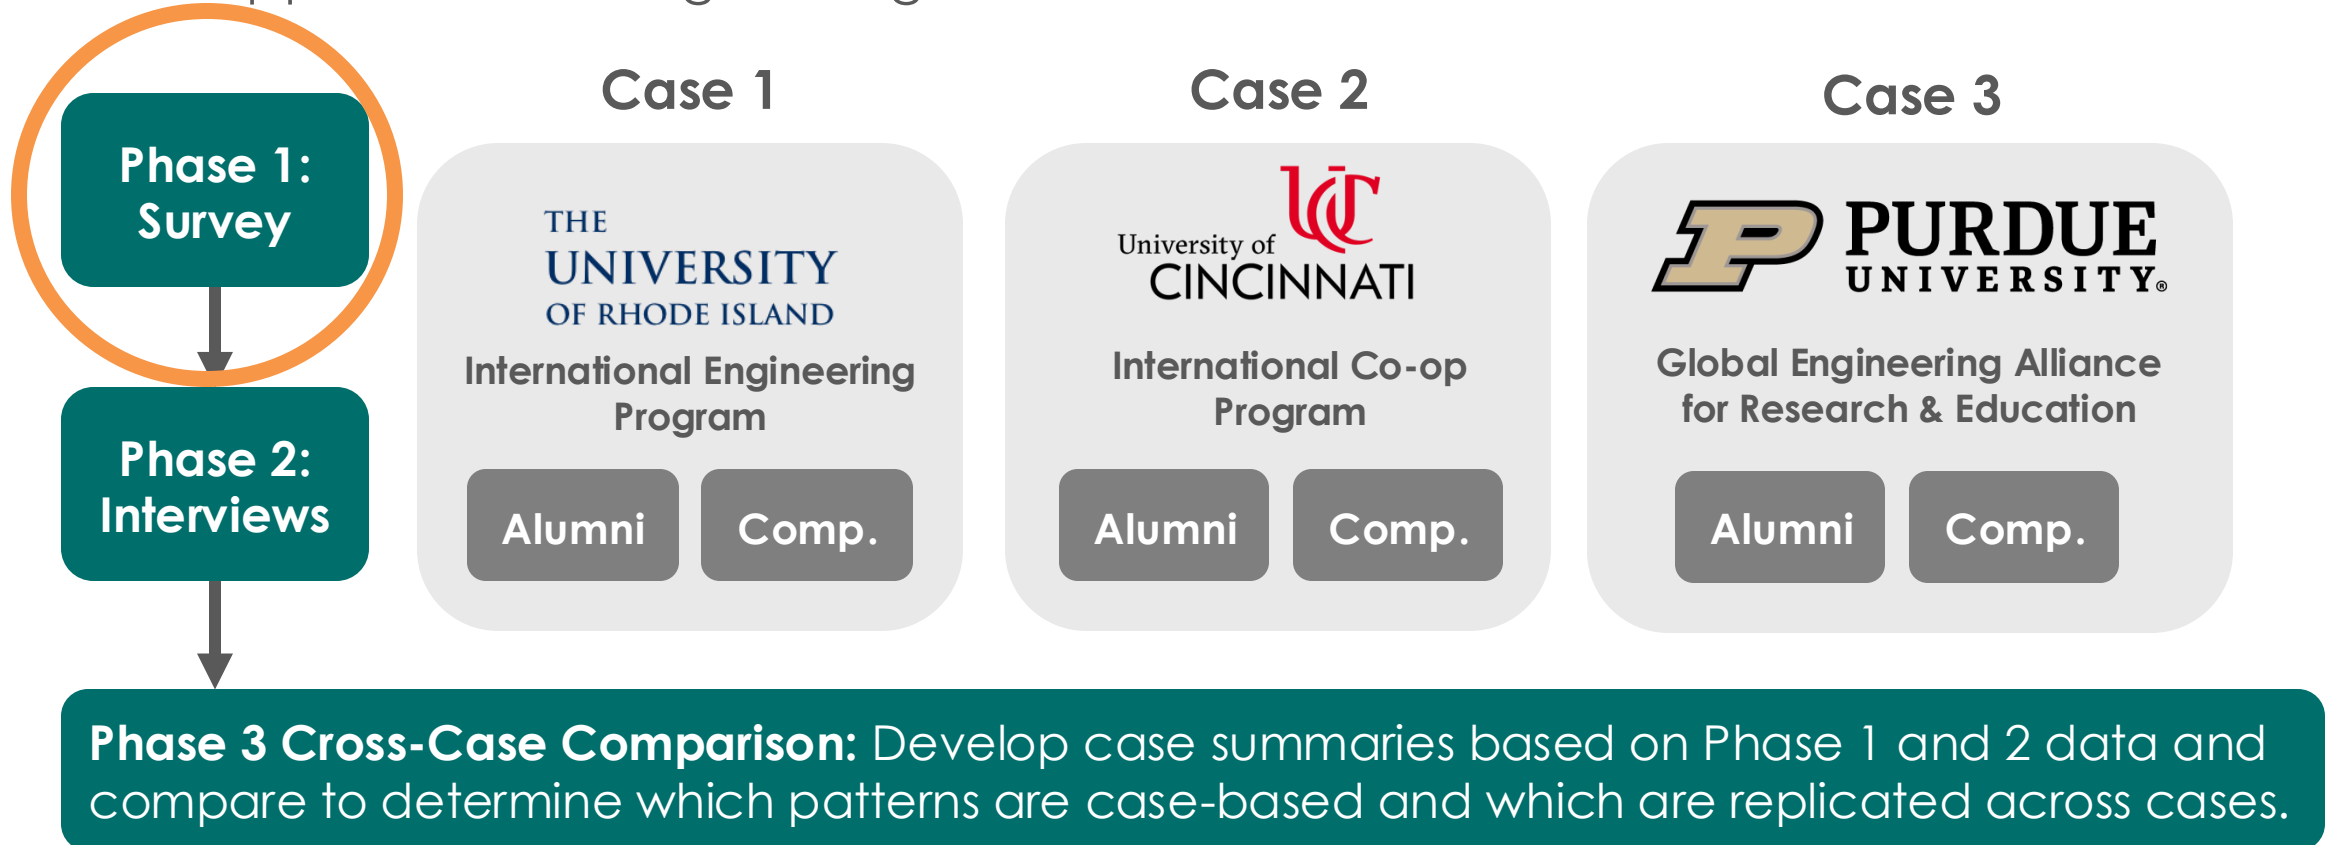 Case 1
Case 2
Case 3
Phase 1:
Survey
THE
UNIVERSITY
OF RHODE ISLAND
International Engineering
Program
Alumni
Comp.
UC
University of
CINCINNATI
International Co-op
Program
Alumni
Comp.
PURDUE
UNIVERSITY®
Global Engineering Alliance
for Research & Education
Alumni
Comp.
Phase 2:
Interviews
Phase 3 Cross-Case Comparison: Develop case summaries based on Phase 1 and 2 data and
compare to determine which patterns are case-based and which are replicated across cases.